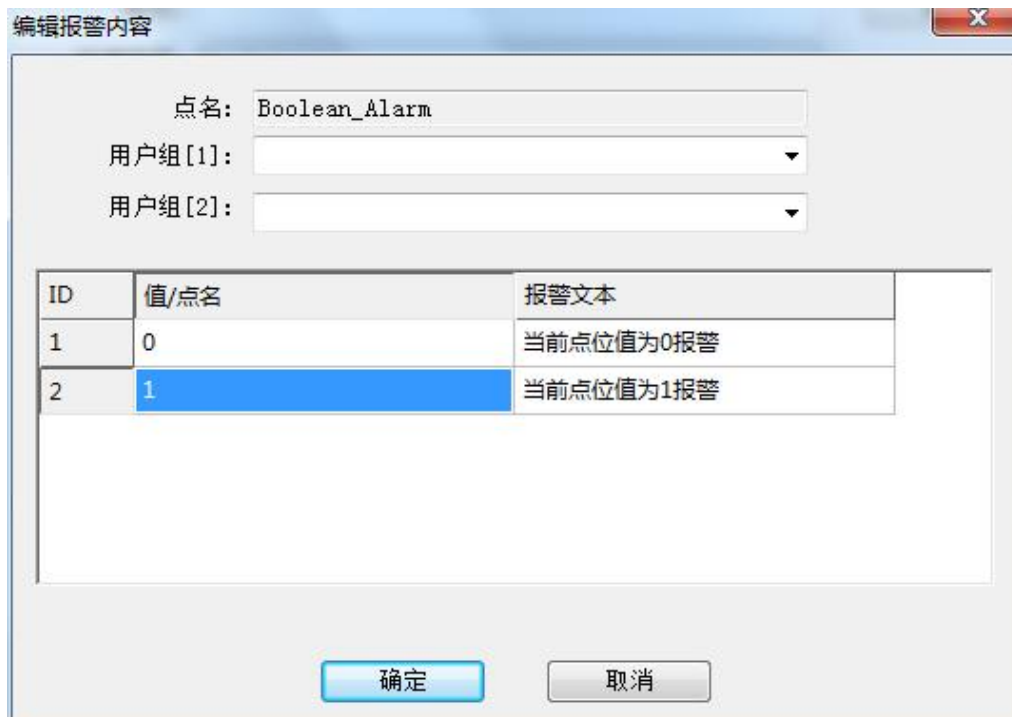 编辑报警内容
点名: Boolean_Alarm
用户组[1]:
用户组[2]:
ID 值/点名 报警文本
1 0 当前点位值为0报警
2 1 当前点位值为1报警
确定 取消